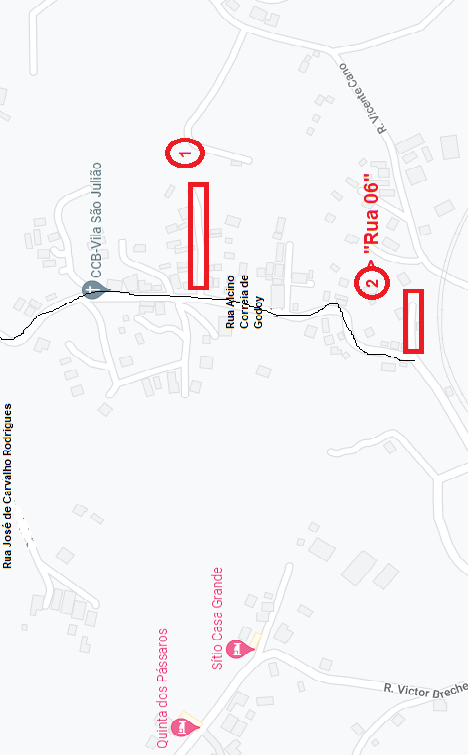 R. Vicente Cano
1
CCB-Vila São Julião
"Rua 06"
2
Rua Alcino
Correia de
Godoy
Rua José de Carvalho Rodrigues
Sítio Casa Grande
Quinta dos Pássaros
R. Victor Dreche